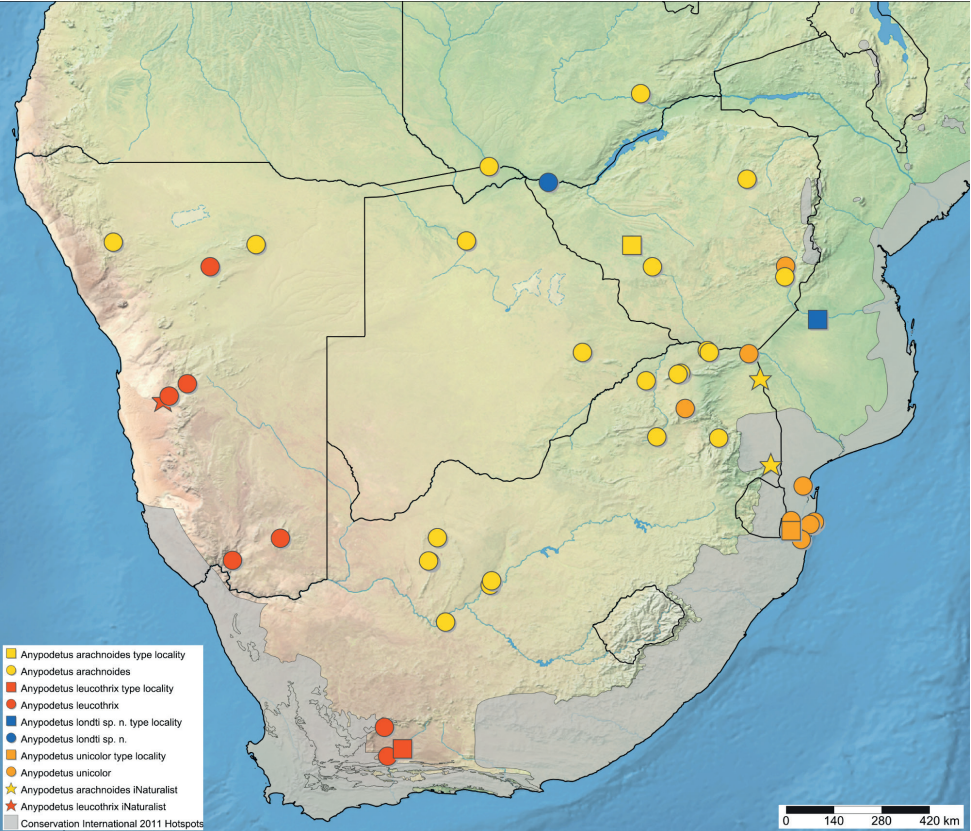 Anypodetus arachnoides type locality
Anypodetus arachnoides
Anypodetus leucothrix type locality
Anypodetus leucothrix
Anypodetus londti sp. n. type locality
Anypodetus londti sp. n.
Anypodetus unicolor type locality
Anypodetus unicolor
Anypodetus arachnoides iNaturalist
Anypodetus leucothrix iNaturalist
Conservation International 2011 Hotspots
0 140 280 420 km